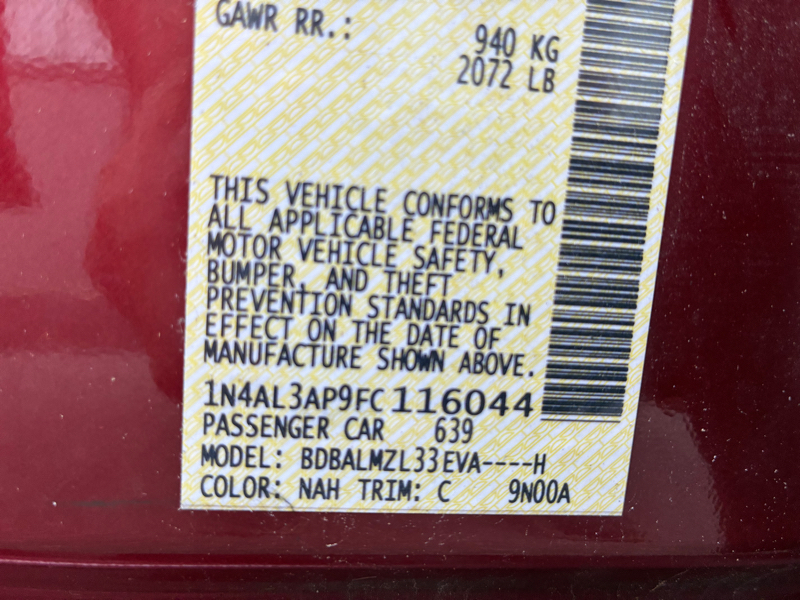 GAWR RR.: 940 KG
2072 LB
THIS VEHICLE CONFORMS TO
ALL APPLICABLE FEDERAL
MOTOR VEHICLE SAFETY,
BUMPER, AND THEFT
PREVENTION STANDARDS IN
EFFECT ON THE DATE OF
MANUFACTURE SHOWN ABOVE.
1N4AL3AP9FC116044
PASSENGER CAR 639
MODEL: BDBALMZL33EVA----H
COLOR: NAH TRIM: C 9N00A